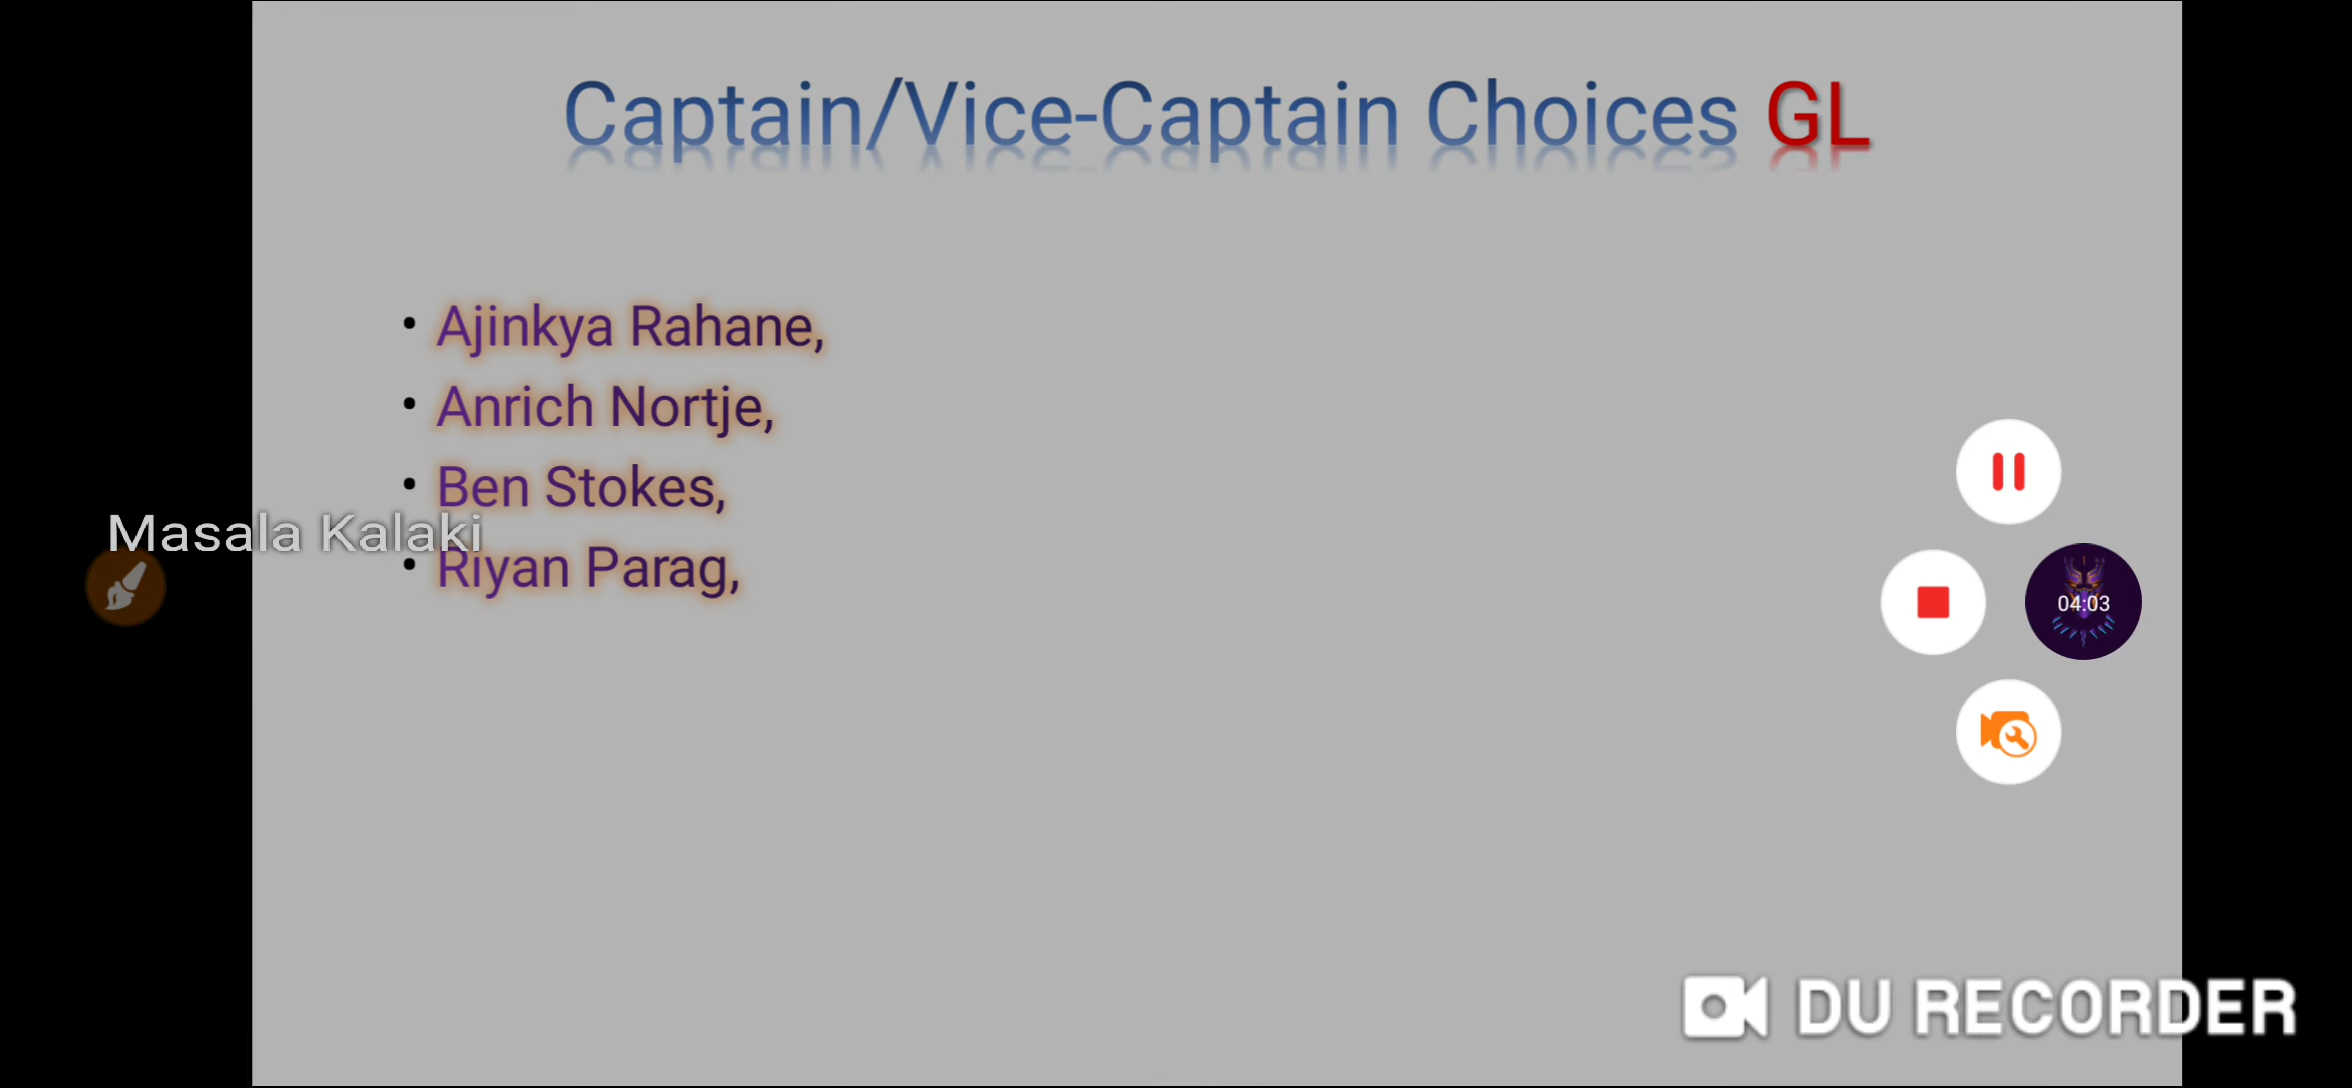 Captain/Vice-Captain Choices GL
• Ajinkya Rahane,
• Anrich Nortje,
• Ben Stokes,
Masala Kalaki
• Riyan Parag,
04:03
DU RECORDER